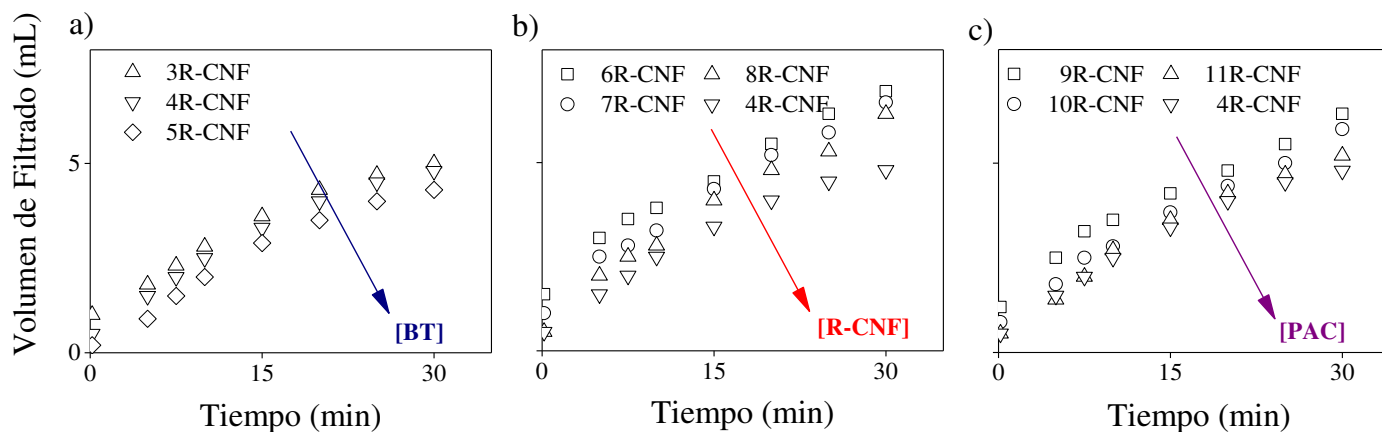 a)
Volumen de Filtrado (mL)
3R-CNF
4R-CNF
5R-CNF
5
0
[BT]
0 15 30
Tiempo (min)
b)
6R-CNF 8R-CNF
7R-CNF 4R-CNF
[R-CNF]
0 15 30
Tiempo (min)
c)
9R-CNF 11R-CNF
10R-CNF 4R-CNF
[PAC]
0 15 30
Tiempo (min)